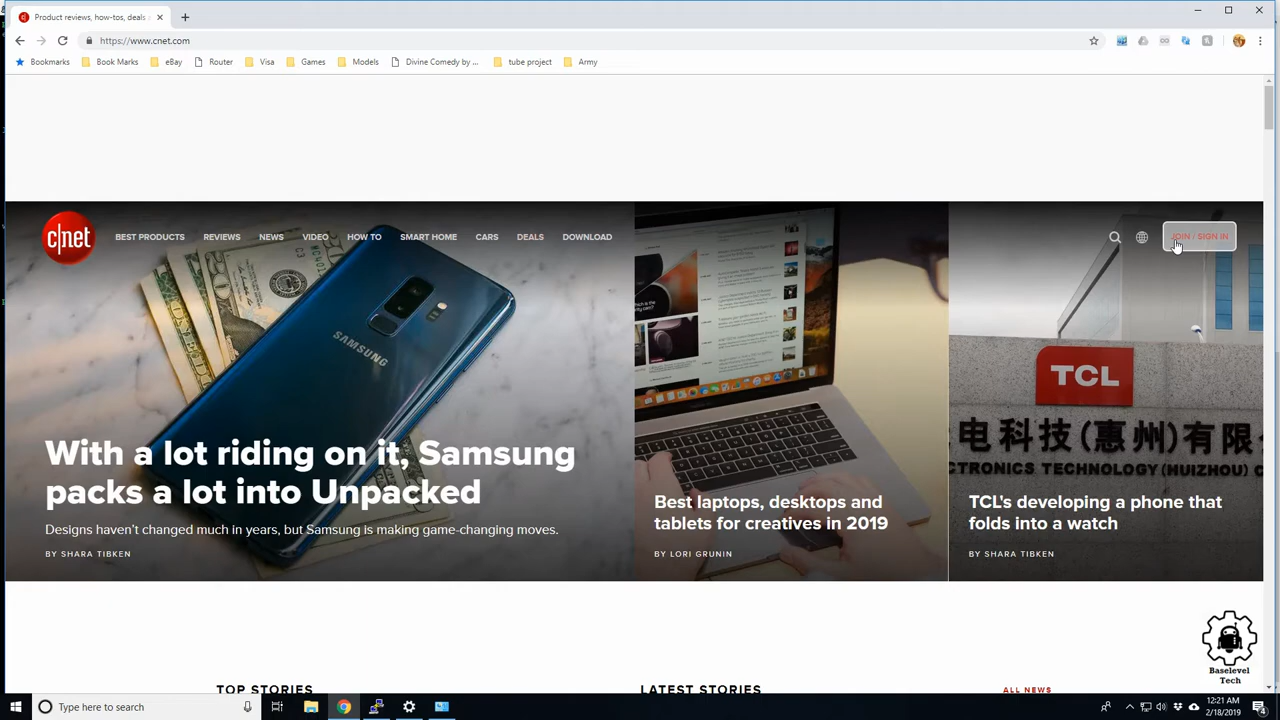 Product reviews, how-tos, deals
https://www.cnet.com
Bookmarks
Book Marks
eBay
Router
Visa
Games
Models
Divine Comedy by ...
tube project
Army
c|net
BEST PRODUCTS
REVIEWS
NEWS
VIDEO
HOW TO
SMART HOME
CARS
DEALS
DOWNLOAD
JOIN / SIGN IN
SAMSUNG
TCL
电科技(惠州)有限
CTRONICS TECHNOLOGY(HUIZHOU) C
With a lot riding on it, Samsung
packs a lot into Unpacked
Designs haven't changed much in years, but Samsung is making game-changing moves.
BY SHARA TIBKEN
Best laptops, desktops and
tablets for creatives in 2019
BY LORI GRUNIN
TCL's developing a phone that
folds into a watch
BY SHARA TIBKEN
Baselevel
Tech
TOP STORIES
LATEST STORIES
ALL NEWS
Type here to search
12:21 AM
2/18/2019
4